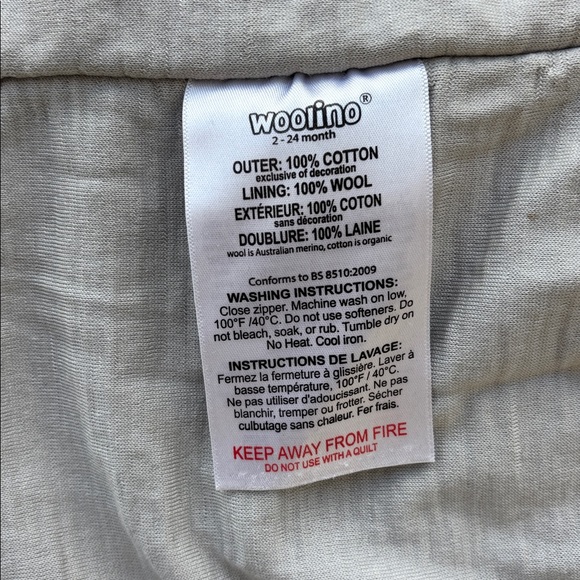 woolino®
2 - 24 month
OUTER: 100% COTTON
exclusive of decoration
LINING: 100% WOOL
EXTÉRIEUR: 100% COTON
sans décoration
DOUBLURE: 100% LAINE
wool is Australian merino, cotton is organic
Conforms to BS 8510:2009
WASHING INSTRUCTIONS:
Close zipper. Machine wash on low,
100°F /40°C. Do not use softeners. Do
not bleach, soak, or rub. Tumble dry on
No Heat. Cool iron.
INSTRUCTIONS DE LAVAGE:
Fermez la fermeture à glissière. Laver à
basse température, 100°F / 40°C.
Ne pas utiliser d'adoucissant. Ne pas
blanchir, tremper ou frotter. Sécher
culbutage sans chaleur. Fer frais.
KEEP AWAY FROM FIRE
DO NOT USE WITH A QUILT